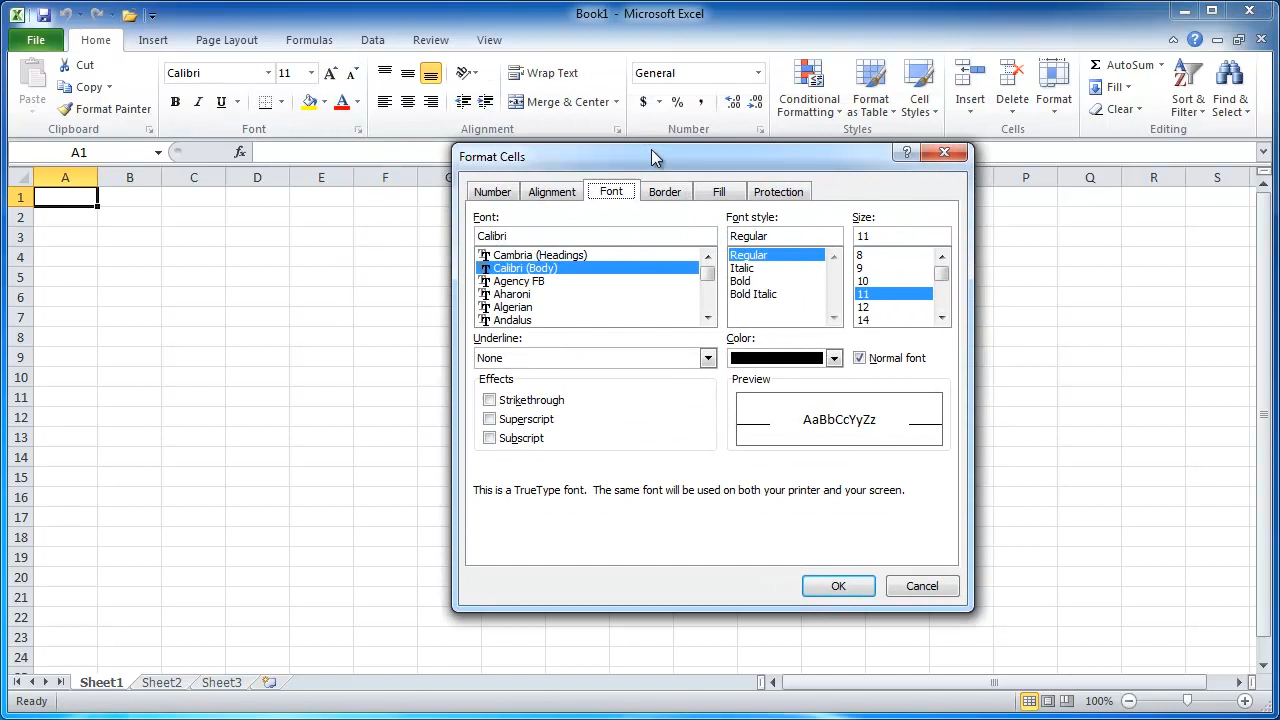 Book1 - Microsoft Excel
File Home Insert Page Layout Formulas Data Review View
Paste
Cut
Copy
Format Painter
Clipboard
Calibri 11
B I U A
Font
Wrap Text
Merge & Center
Alignment
General
$ % ,
Number
Conditional Formatting
Format as Table
Cell Styles
Styles
Insert Delete Format
Cells
AutoSum
Fill
Clear
Sort & Filter
Find & Select
Editing
A1 fx
A B C D E F G P Q R S
1
2
3
4
5
6
7
8
9
10
11
12
13
14
15
16
17
18
19
20
21
22
23
24
Format Cells
Number Alignment Font Border Fill Protection
Font: Font style: Size:
Calibri Regular 11
Cambria (Headings) Regular 8
Calibri (Body) Italic 9
Agency FB Bold 10
Aharoni Bold Italic 11
Algerian 12
Andalus 14
Underline: Color:
None Normal font
Effects Preview
Strikethrough
Superscript AaBbCcYyZz
Subscript
This is a TrueType font. The same font will be used on both your printer and your screen.
OK Cancel
Sheet1 Sheet2 Sheet3
Ready 100%